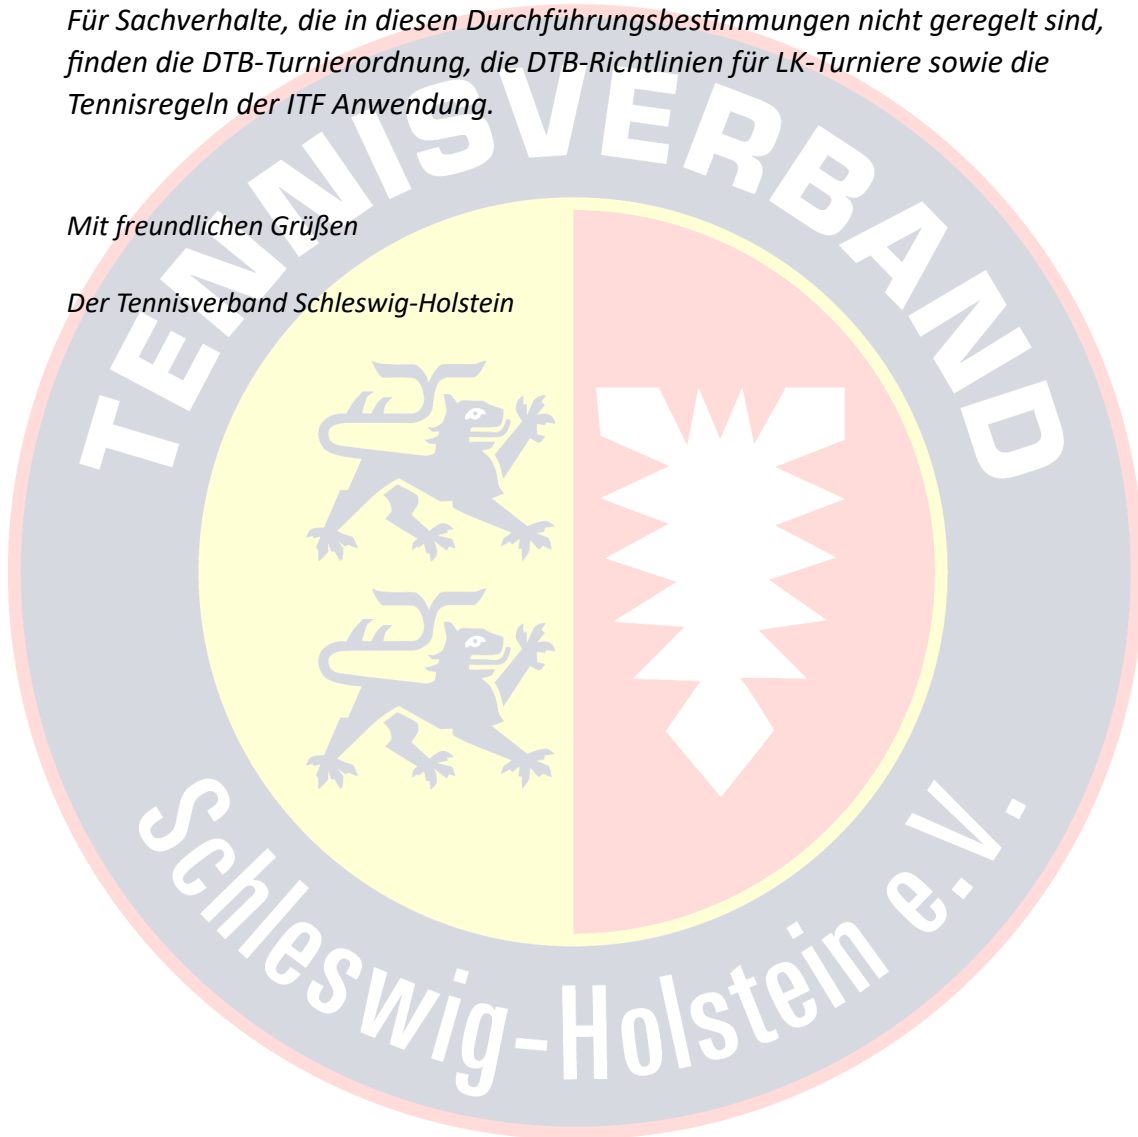 Für Sachverhalte, die in diesen Durchführungsbestimmungen nicht geregelt sind,
finden die DTB-Turnierordnung, die DTB-Richtlinien für LK-Turniere sowie die
Tennisregeln der ITF Anwendung.
Mit freundlichen Grüßen
Der Tennisverband Schleswig-Holstein
TENNISVERBAND
Schleswig-Holstein e.V.